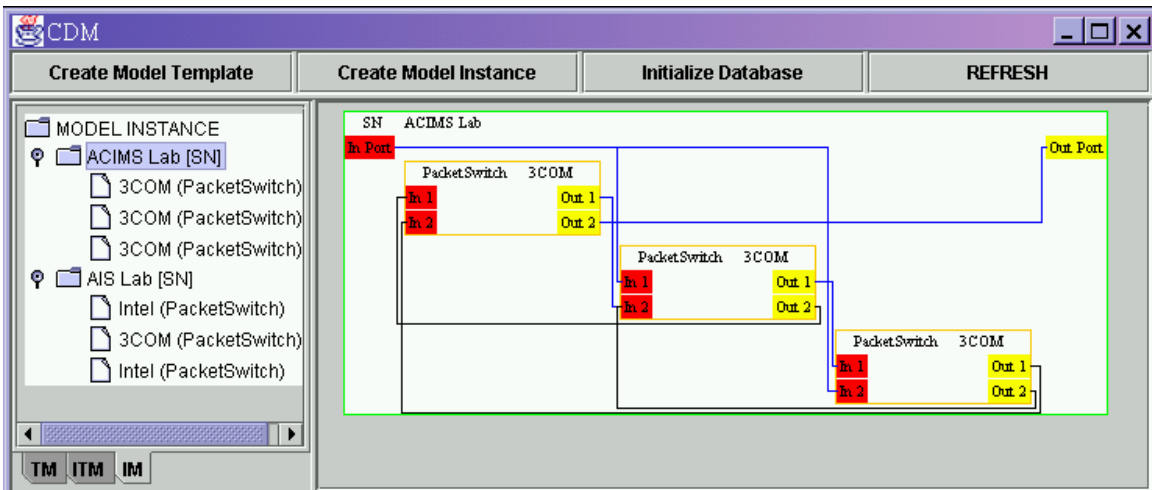 CDM
Create Model Template Create Model Instance Initialize Database REFRESH
MODEL INSTANCE
ACIMS Lab [SN]
3COM (PacketSwitch)
3COM (PacketSwitch)
3COM (PacketSwitch)
AIS Lab [SN]
Intel (PacketSwitch)
3COM (PacketSwitch)
Intel (PacketSwitch)
TM ITM IM
SN ACIMS Lab
In Port Out Port
PacketSwitch 3COM
In 1 Out 1
In 2 Out 2
PacketSwitch 3COM
In 1 Out 1
In 2 Out 2
PacketSwitch 3COM
In 1 Out 1
In 2 Out 2